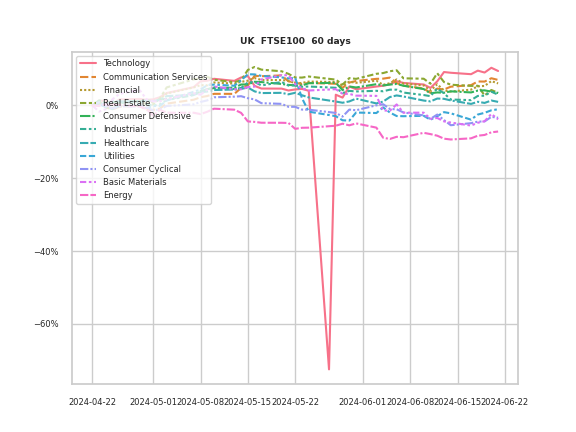 UK FTSE100 60 days
Technology
Communication Services
Financial
Real Estate
Consumer Defensive
Industrials
Healthcare
Utilities
Consumer Cyclical
Basic Materials
Energy
0%
−20%
−40%
−60%
2024-04-22 2024-05-01 2024-05-08 2024-05-15 2024-05-22 2024-06-01 2024-06-08 2024-06-15 2024-06-22